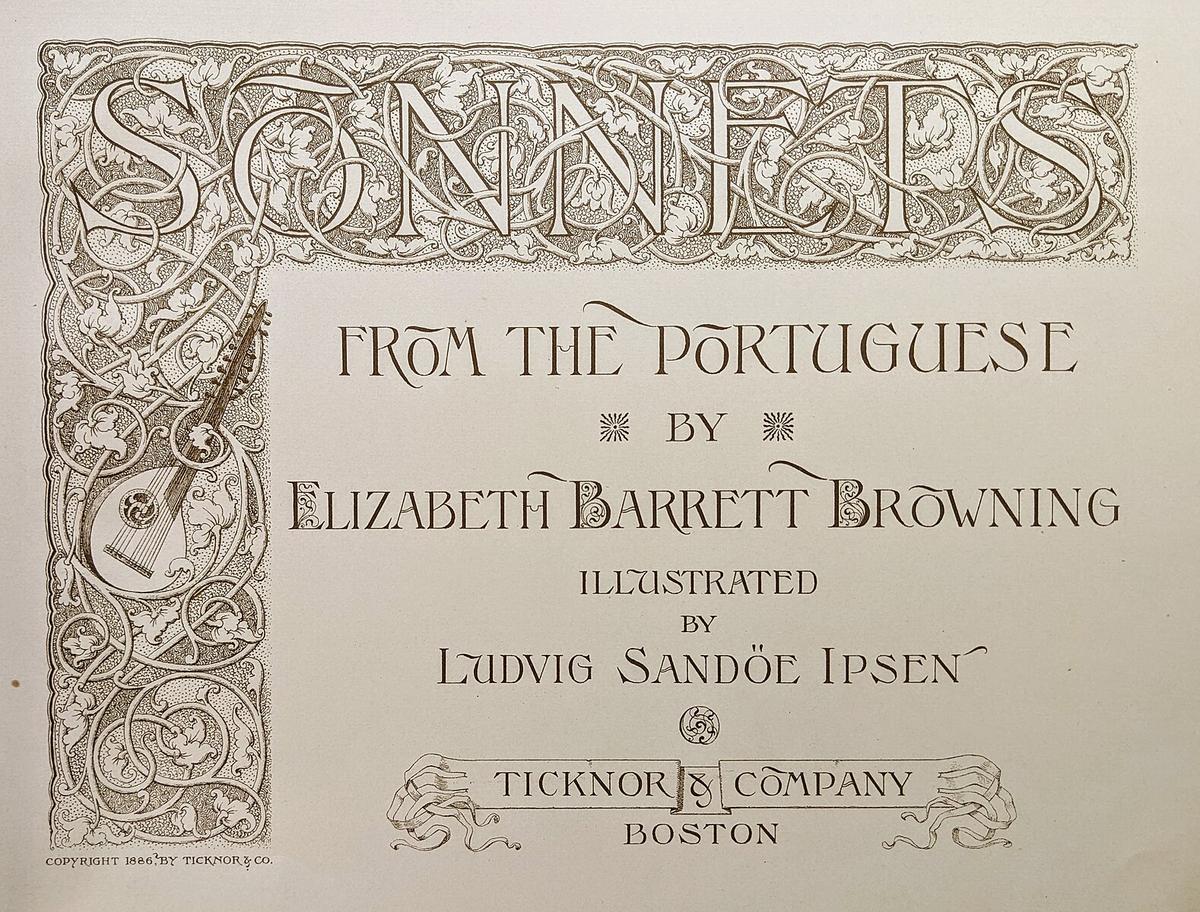 SONNETS
FROM THE PORTUGUESE
BY
ELIZABETH BARRETT BROWNING
ILLUSTRATED
BY
LUDVIG SANDÖE IPSEN
TICKNOR & COMPANY
BOSTON
COPYRIGHT 1886, BY TICKNOR & CO.